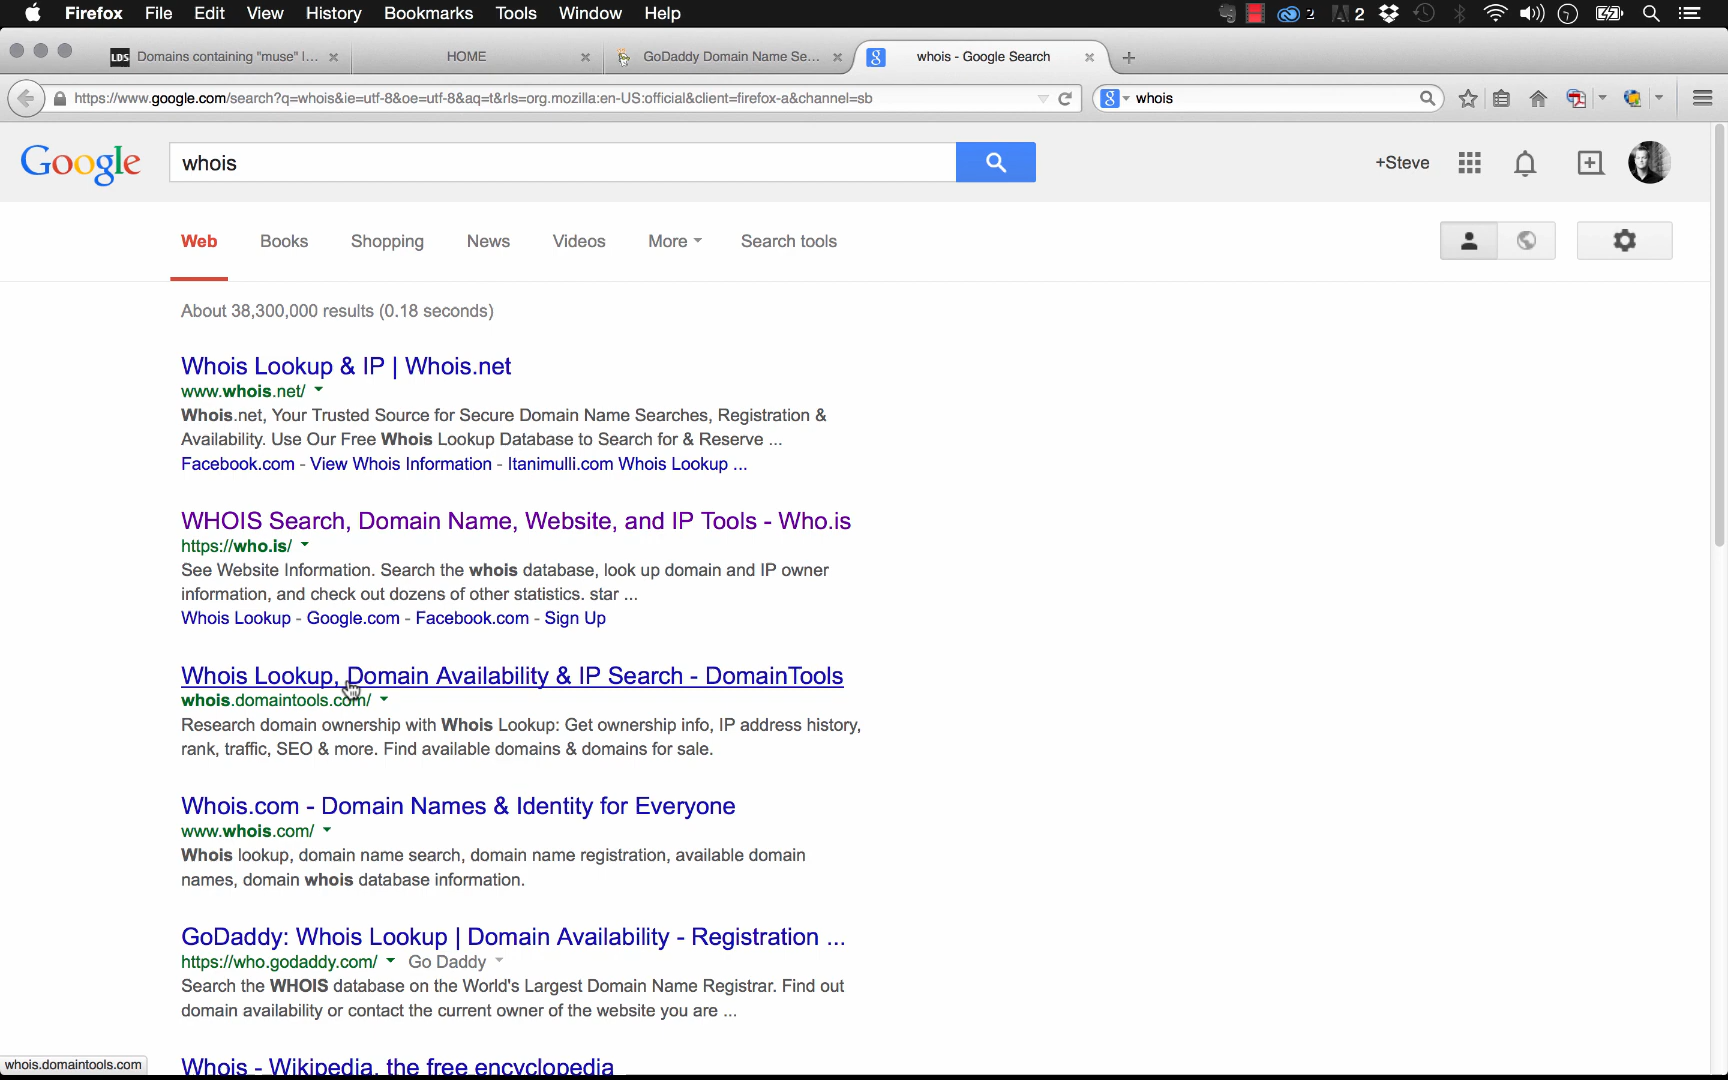 Firefox File Edit View History Bookmarks Tools Window Help 2 2
LDS Domains containing "muse" l... HOME GoDaddy Domain Name Se... g whois - Google Search
https://www.google.com/search?q=whois&ie=utf-8&oe=utf-8&aq=t&rls=org.mozilla:en-US:official&client=firefox-a&channel=sb g whois
Google whois +Steve
Web Books Shopping News Videos More Search tools
About 38,300,000 results (0.18 seconds)
Whois Lookup & IP | Whois.net
www.whois.net/
Whois.net, Your Trusted Source for Secure Domain Name Searches, Registration &
Availability. Use Our Free Whois Lookup Database to Search for & Reserve ...
Facebook.com - View Whois Information - Itanimulli.com Whois Lookup ...
WHOIS Search, Domain Name, Website, and IP Tools - Who.is
https://who.is/
See Website Information. Search the whois database, look up domain and IP owner
information, and check out dozens of other statistics. star ...
Whois Lookup - Google.com - Facebook.com - Sign Up
Whois Lookup, Domain Availability & IP Search - DomainTools
whois.domaintools.com/
Research domain ownership with Whois Lookup: Get ownership info, IP address history,
rank, traffic, SEO & more. Find available domains & domains for sale.
Whois.com - Domain Names & Identity for Everyone
www.whois.com/
Whois lookup, domain name search, domain name registration, available domain
names, domain whois database information.
GoDaddy: Whois Lookup | Domain Availability - Registration ...
https://who.godaddy.com/ Go Daddy
Search the WHOIS database on the World's Largest Domain Name Registrar. Find out
domain availability or contact the current owner of the website you are ...
whois.domaintools.com Whois - Wikipedia, the free encyclopedia